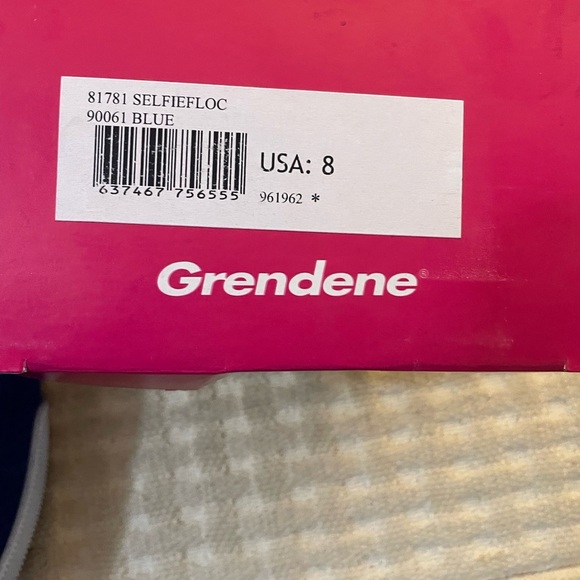 81781 SELFIEFLOC
90061 BLUE
637467 756555
USA: 8
961962 *
Grendene®